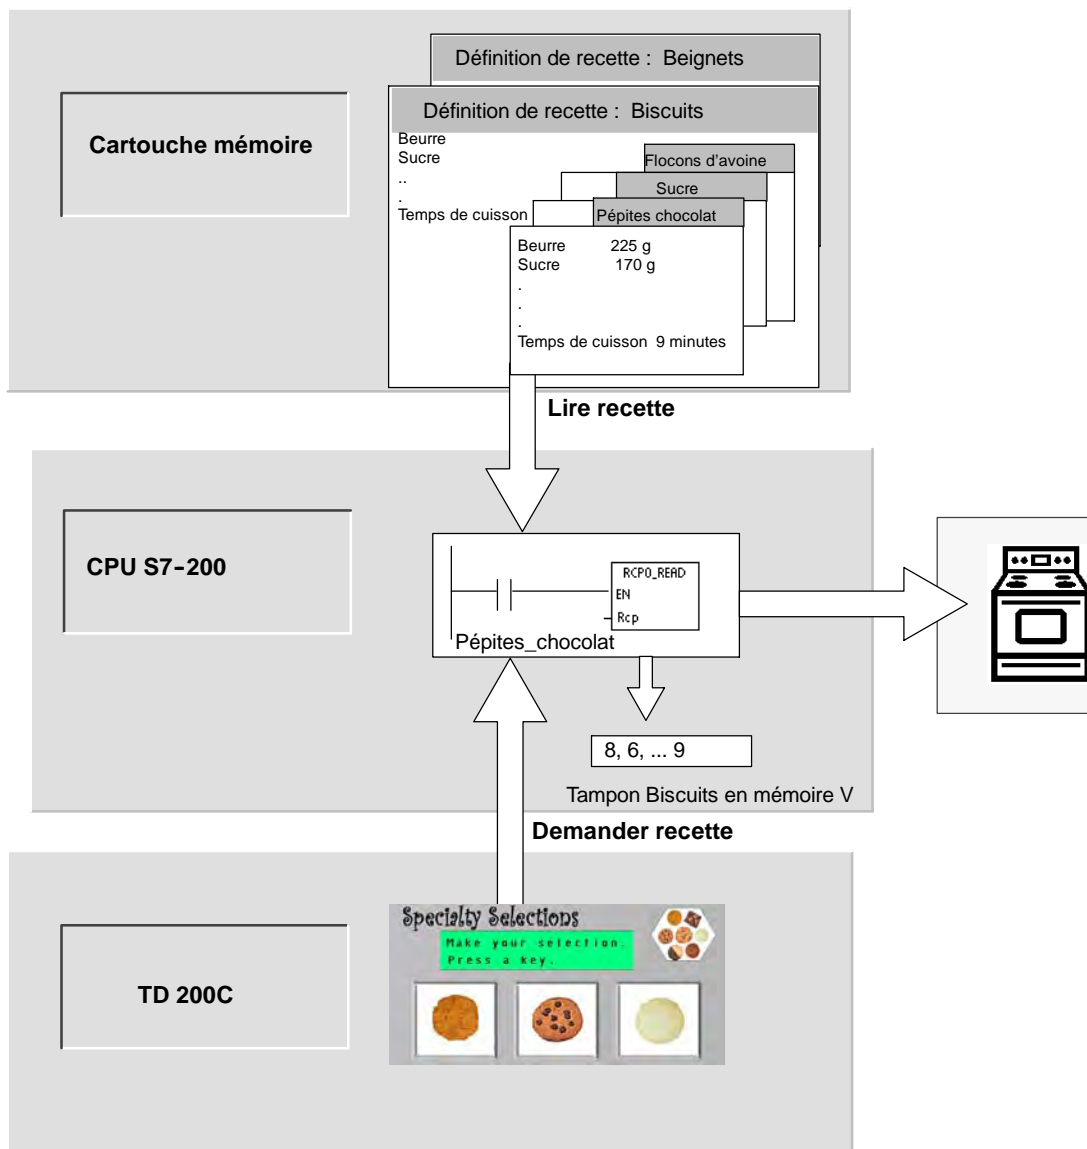 Définition de recette : Beignets
Définition de recette : Biscuits
Cartouche mémoire
Beurre
Sucre
..
.
Temps de cuisson
Flocons d'avoine
Sucre
Pépites chocolat
Beurre 225 g
Sucre 170 g
.
.
.
Temps de cuisson 9 minutes
Lire recette
CPU S7-200
RCP0_READ
EN
Rcp
Pépites_chocolat
8, 6, ... 9
Tampon Biscuits en mémoire V
Demander recette
TD 200C
Specialty Selections
Make your selection.
Press a key.